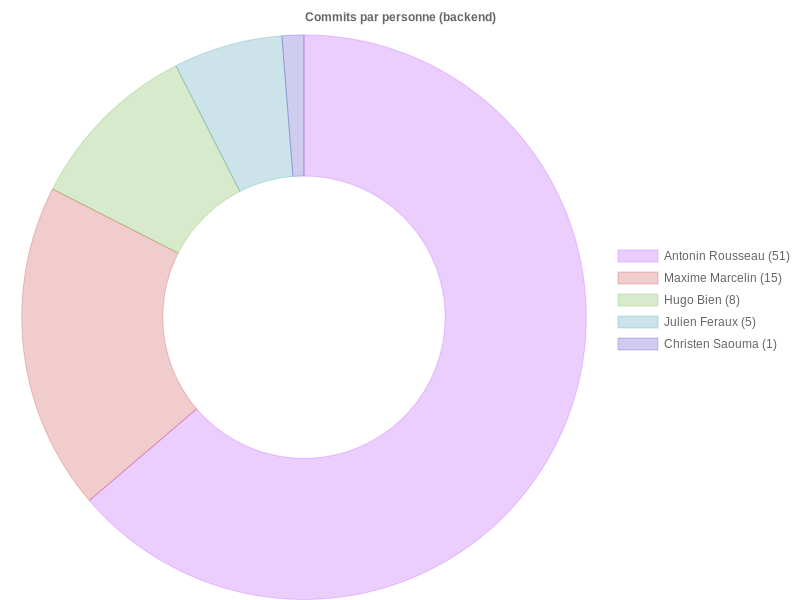 Commits par personne (backend)
Antonin Rousseau (51)
Maxime Marcelin (15)
Hugo Bien (8)
Julien Feraux (5)
Christen Saouma (1)